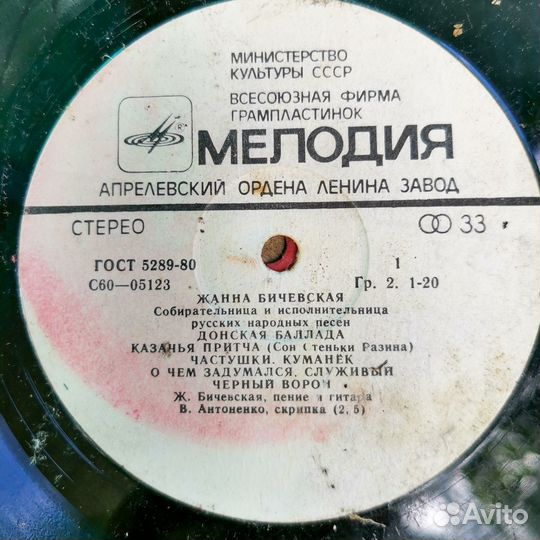 МИНИСТЕРСТВО
КУЛЬТУРЫ СССР
ВСЕСОЮЗНАЯ ФИРМА
ГРАМПЛАСТИНОК
R
МЕЛОДИЯ
АПРЕЛЕВСКИЙ ОРДЕНА ЛЕНИНА ЗАВОД
СТЕРЕО 33
ГОСТ 5289-80 1
С60—05123 Гр. 2. 1-20
ЖАННА БИЧЕВСКАЯ
Собирательница и исполнительница
русских народных песен
ДОНСКАЯ БАЛЛАДА
КАЗАЧЬЯ ПРИТЧА (Сон Стеньки Разина)
ЧАСТУШКИ. КУМАНЁК
О ЧЕМ ЗАДУМАЛСЯ, СЛУЖИВЫЙ
ЧЕРНЫЙ ВОРОН
Ж. Бичевская, пение и гитара
В. Антоненко, скрипка (2, 5)
Avito